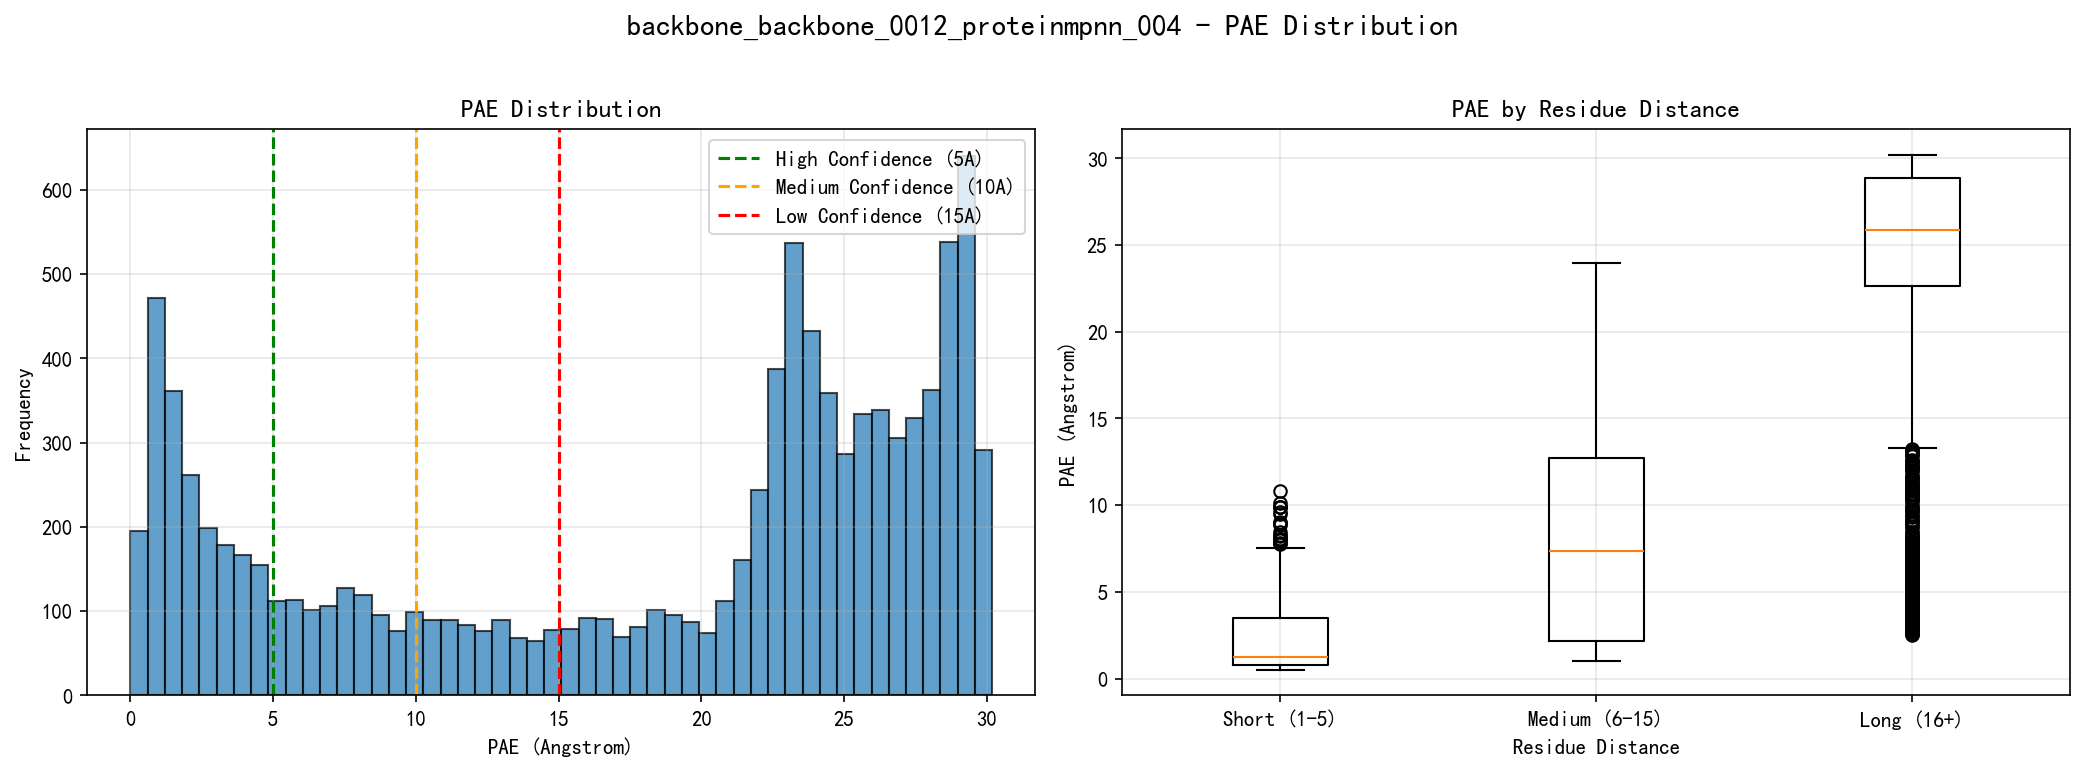 backbone_backbone_0012_proteinmpnn_004 - PAE Distribution
PAE Distribution
High Confidence (5A)
Medium Confidence (10A)
Low Confidence (15A)
Frequency
600
500
400
300
200
100
0
0 5 10 15 20 25 30
PAE (Angstrom)
PAE by Residue Distance
PAE (Angstrom)
30
25
20
15
10
5
0
Short (1-5) Medium (6-15) Long (16+)
Residue Distance